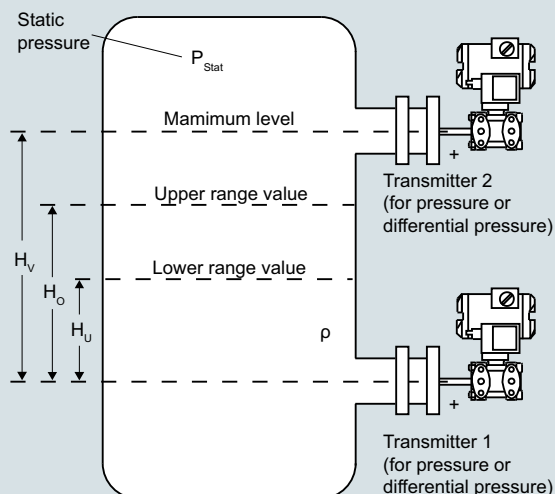 Static
pressure
P_Stat
Mamimum level
+
Transmitter 2
(for pressure or
differential pressure)
Upper range value
H_V
Lower range value
H_O
H_U
ρ
+
Transmitter 1
(for pressure or
differential pressure)